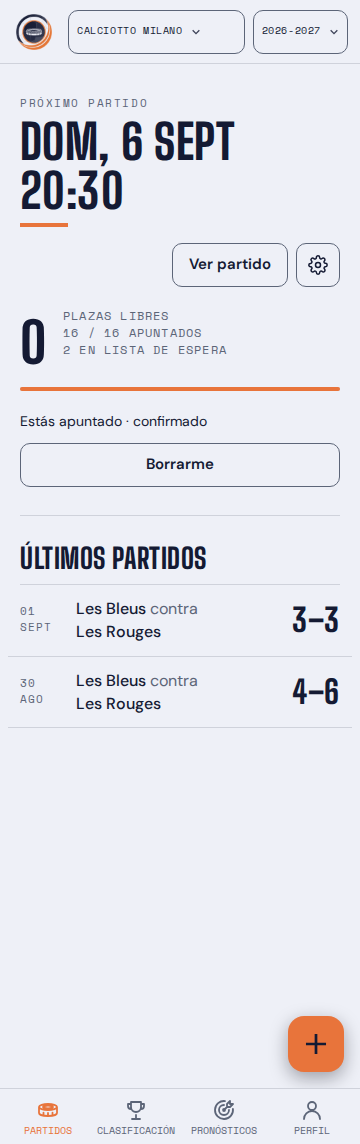 CALCIOTTO MILANO
2026-2027
PRÓXIMO PARTIDO
DOM, 6 SEPT
20:30
Ver partido
0
PLAZAS LIBRES
16 / 16 APUNTADOS
2 EN LISTA DE ESPERA
Estás apuntado · confirmado
Borrarme
ÚLTIMOS PARTIDOS
01
SEPT
Les Bleus contra
Les Rouges
3–3
30
AGO
Les Bleus contra
Les Rouges
4–6
PARTIDOS
CLASIFICACIÓN
PRONÓSTICOS
PERFIL